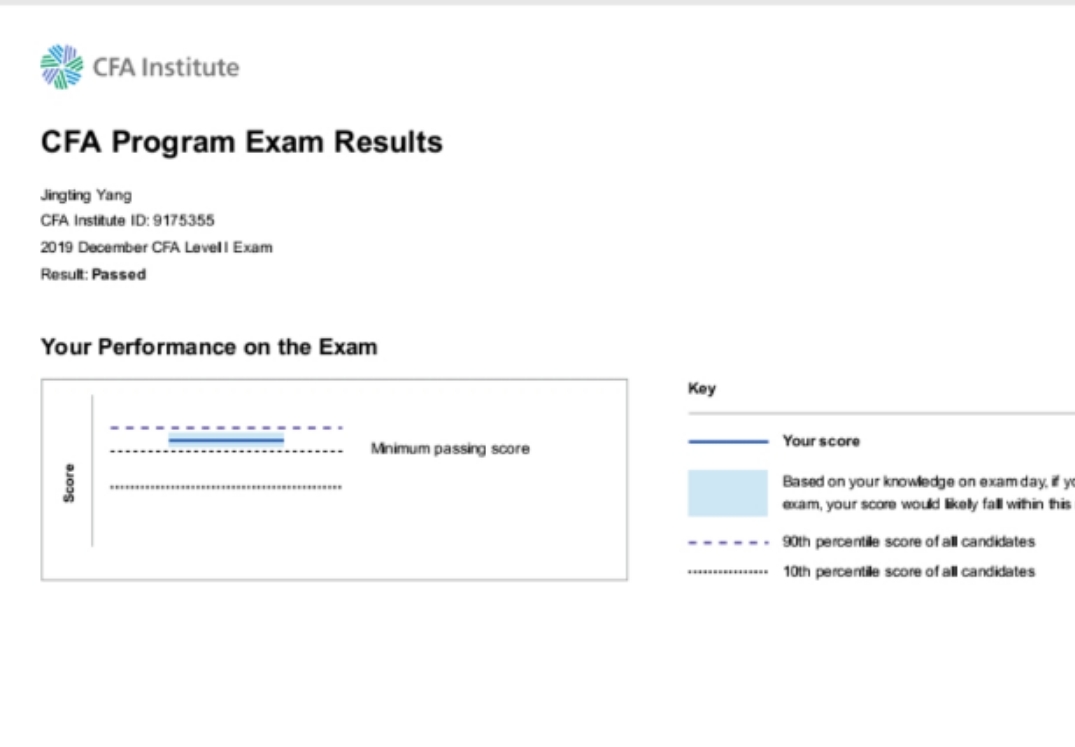 CFA Institute
CFA Program Exam Results
Jingting Yang
CFA Institute ID: 9175355
2019 December CFA Level I Exam
Result: Passed
Your Performance on the Exam
Score
Minimum passing score
Key
Your score
Based on your knowledge on exam day, if
exam, your score would likely fall within this
90th percentile score of all candidates
10th percentile score of all candidates